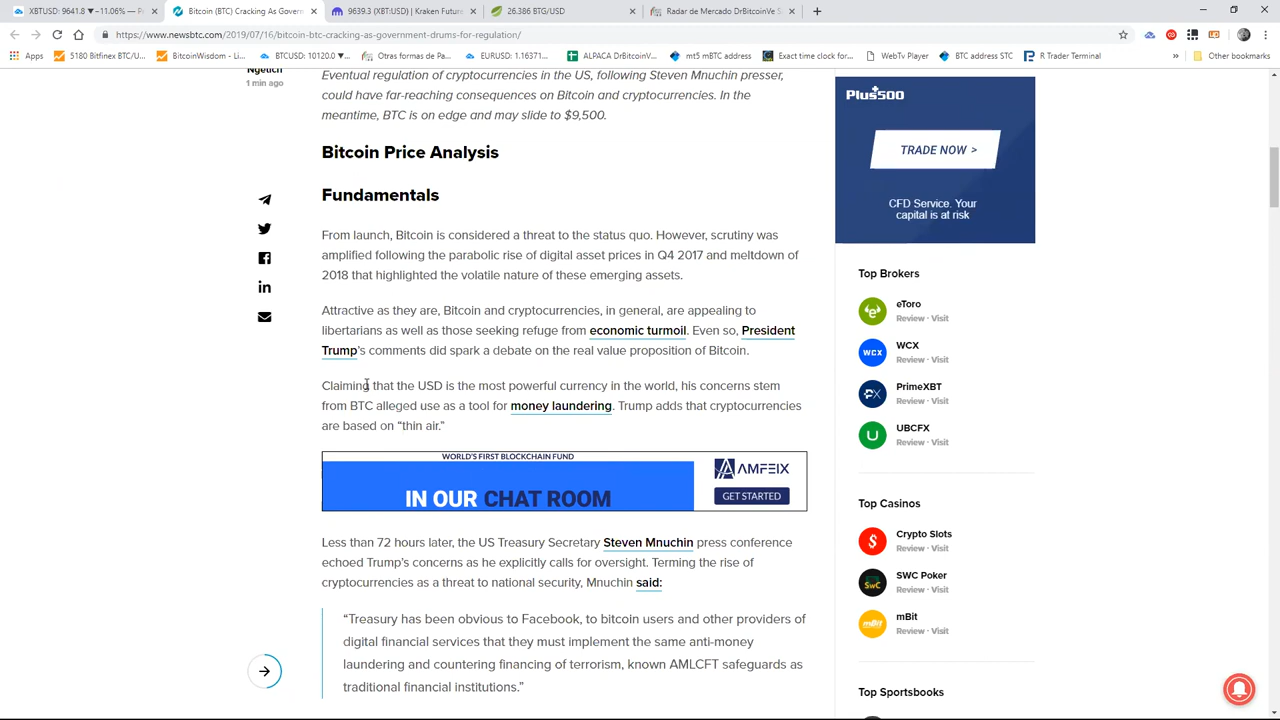 XBTUSD: 9641.8 ▼−11.06% — Po
Bitcoin (BTC) Cracking As Govern
9639.3 (XBT:USD) | Kraken Future
26.386 BTG/USD
Radar de Mercado DrBitcoinVe S
https://www.newsbtc.com/2019/07/16/bitcoin-btc-cracking-as-government-drums-for-regulation/
Apps
5180 Bitfinex BTC/U...
BitcoinWisdom - Li...
BTCUSD: 10120.0 ▼...
Otras formas de Pa...
EURUSD: 1.16371...
ALPACA DrBitcoinV...
mt5 mBTC address
Exact time clock for...
WebTv Player
BTC address STC
R Trader Terminal
»
Other bookmarks
Ngetich
1 min ago
Eventual regulation of cryptocurrencies in the US, following Steven Mnuchin presser,
could have far-reaching consequences on Bitcoin and cryptocurrencies. In the
meantime, BTC is on edge and may slide to $9,500.
Bitcoin Price Analysis
Fundamentals
From launch, Bitcoin is considered a threat to the status quo. However, scrutiny was
amplified following the parabolic rise of digital asset prices in Q4 2017 and meltdown of
2018 that highlighted the volatile nature of these emerging assets.
Attractive as they are, Bitcoin and cryptocurrencies, in general, are appealing to
libertarians as well as those seeking refuge from economic turmoil. Even so, President
Trump's comments did spark a debate on the real value proposition of Bitcoin.
Claiming that the USD is the most powerful currency in the world, his concerns stem
from BTC alleged use as a tool for money laundering. Trump adds that cryptocurrencies
are based on “thin air.”
WORLD'S FIRST BLOCKCHAIN FUND
IN OUR CHAT ROOM
AMFEIX
GET STARTED
Less than 72 hours later, the US Treasury Secretary Steven Mnuchin press conference
echoed Trump's concerns as he explicitly calls for oversight. Terming the rise of
cryptocurrencies as a threat to national security, Mnuchin said:
“Treasury has been obvious to Facebook, to bitcoin users and other providers of
digital financial services that they must implement the same anti-money
laundering and countering financing of terrorism, known AMLCFT safeguards as
traditional financial institutions.”
Plus500
TRADE NOW >
CFD Service. Your
capital is at risk
Top Brokers
eToro
Review · Visit
WCX
WCX
Review · Visit
PrimeXBT
Review · Visit
UBCFX
Review · Visit
Top Casinos
Crypto Slots
Review · Visit
SWC Poker
SwC
Review · Visit
mBit
mBit
Review · Visit
Top Sportsbooks